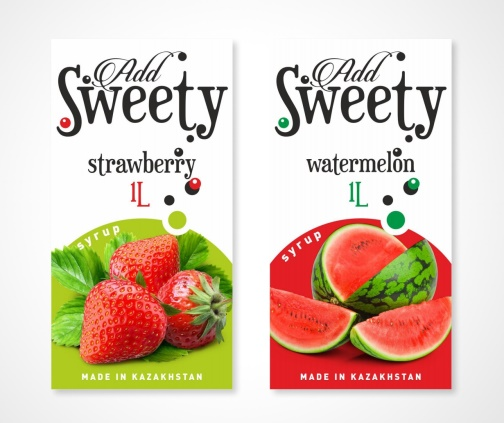 Add
Sweety
strawberry
1L
syrup
MADE IN KAZAKHSTAN
Add
Sweety
watermelon
1L
syrup
MADE IN KAZAKHSTAN